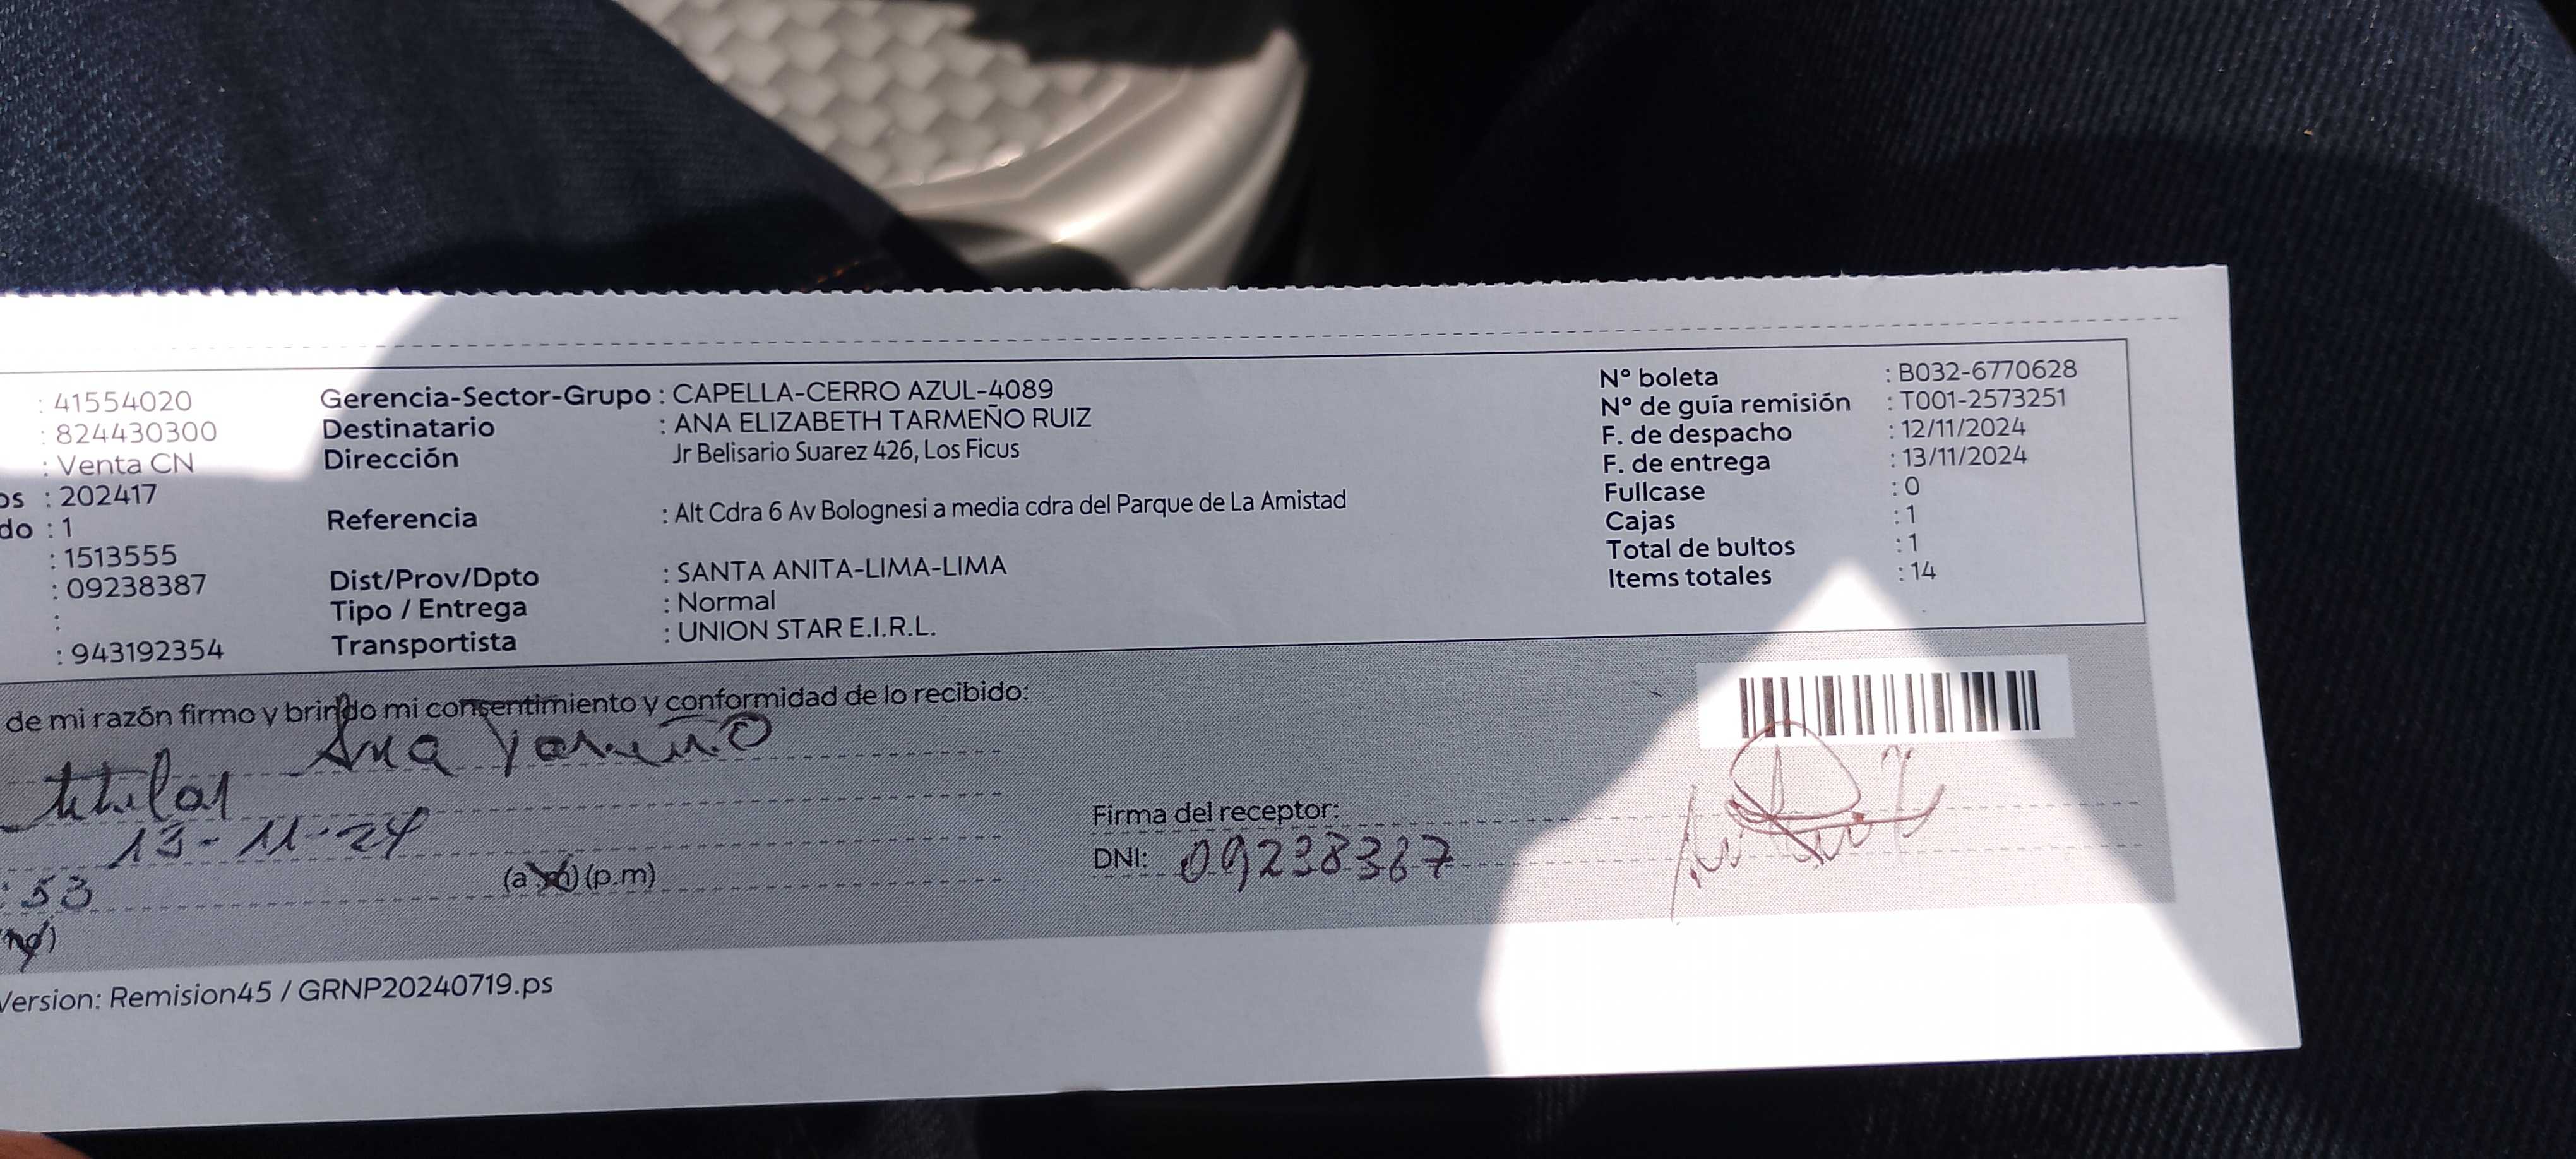 : 41554020
: 824430300
: Venta CN
os : 202417
do : 1
: 1513555
: 09238387
:
: 943192354
Gerencia-Sector-Grupo : CAPELLA-CERRO AZUL-4089
Destinatario : ANA ELIZABETH TARMEÑO RUIZ
Dirección Jr Belisario Suarez 426, Los Ficus
Referencia : Alt Cdra 6 Av Bolognesi a media cdra del Parque de La Amistad
Dist/Prov/Dpto : SANTA ANITA-LIMA-LIMA
Tipo / Entrega : Normal
Transportista : UNION STAR E.I.R.L.
N° boleta : B032-6770628
N° de guía remisión : T001-2573251
F. de despacho : 12/11/2024
F. de entrega : 13/11/2024
Fullcase : 0
Cajas : 1
Total de bultos : 1
Items totales : 14
de mi razón firmo y brindo mi consentimiento y conformidad de lo recibido:
Ana
titular
13-11-24
: 53 (a.m) (p.m)
Firma del receptor:
DNI: 09238387
Version: Remision45 / GRNP20240719.ps